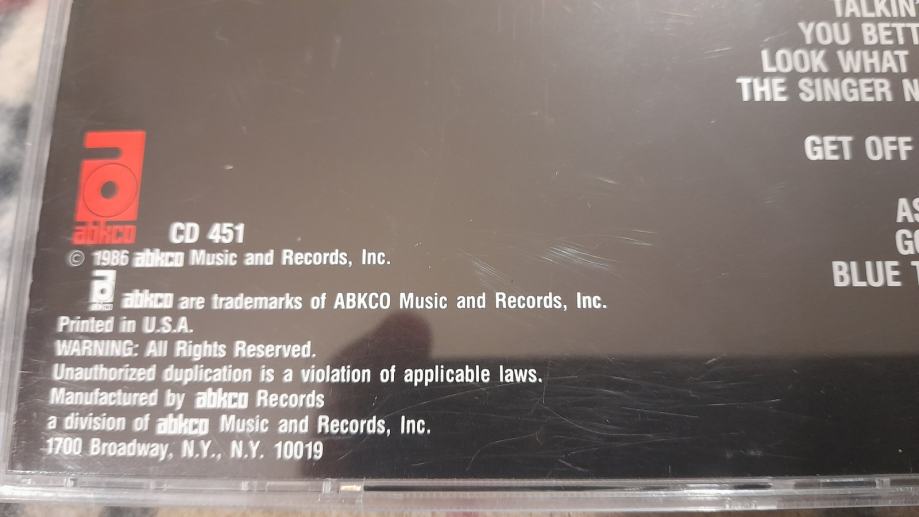 TALKIN'
YOU BETT
LOOK WHAT
THE SINGER N
GET OFF
AS
GO
BLUE T
abkco
CD 451
© 1986 abkco Music and Records, Inc.
abkco abkco are trademarks of ABKCO Music and Records, Inc.
Printed in U.S.A.
WARNING: All Rights Reserved.
Unauthorized duplication is a violation of applicable laws.
Manufactured by abkco Records
a division of abkco Music and Records, Inc.
1700 Broadway, N.Y., N.Y. 10019